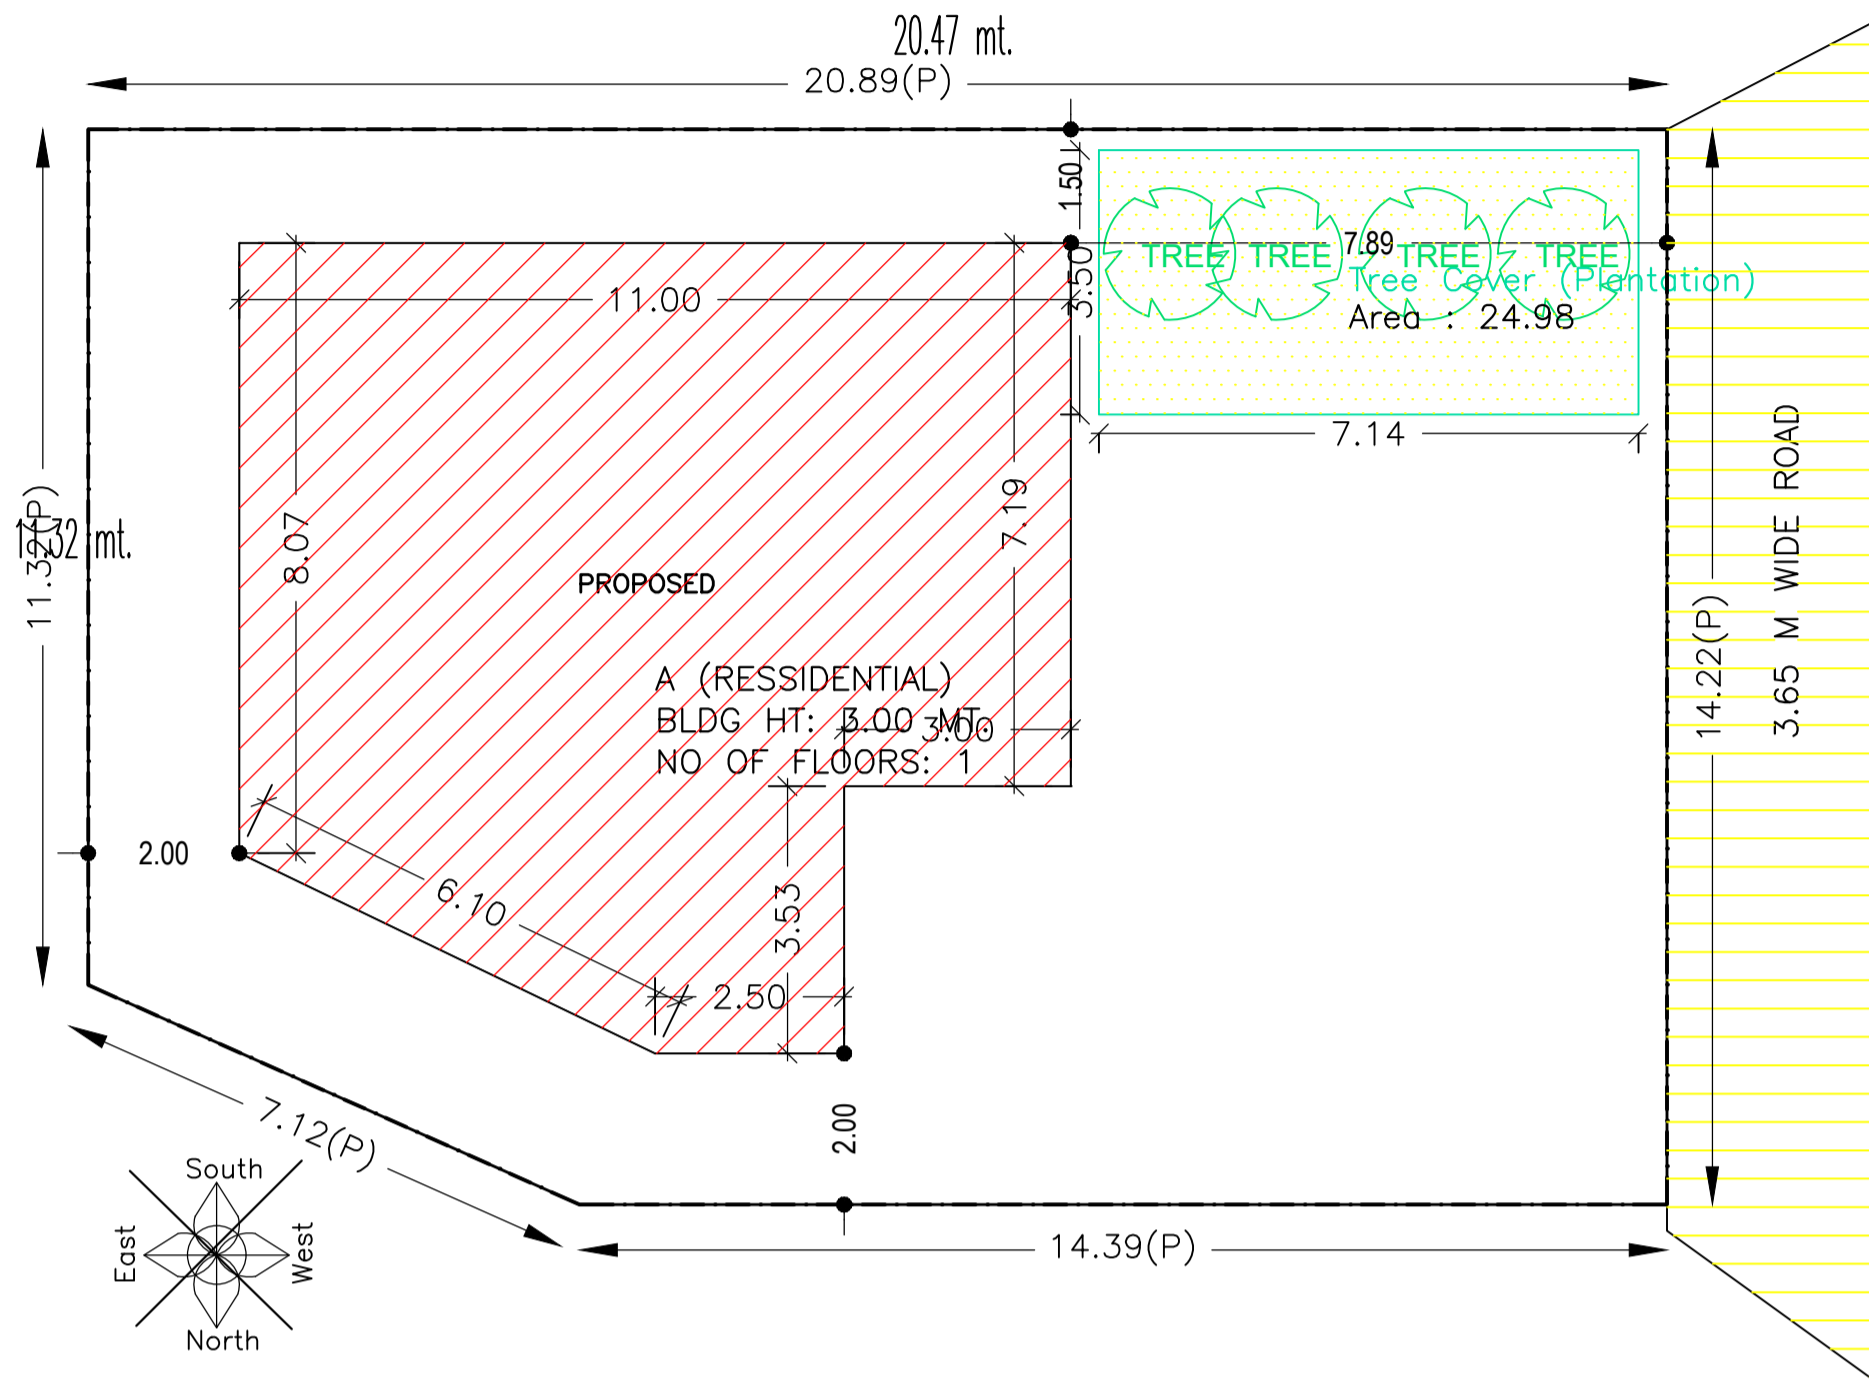 20.47 mt.
20.89(P)
1.50
7.89
TREE TREE TREE TREE
Tree Cover (Plantation)
Area : 24.98
3.50
11.00
7.14
11.32(P)
11.32 mt.
8.07
7.19
PROPOSED
3.65 M WIDE ROAD
14.22(P)
A (RESSIDENTIAL)
BLDG HT: 3.00 MT.
3.00
NO OF FLOORS: 1
2.00
6.10
3.53
2.50
2.00
7.12(P)
14.39(P)
South
East
West
North